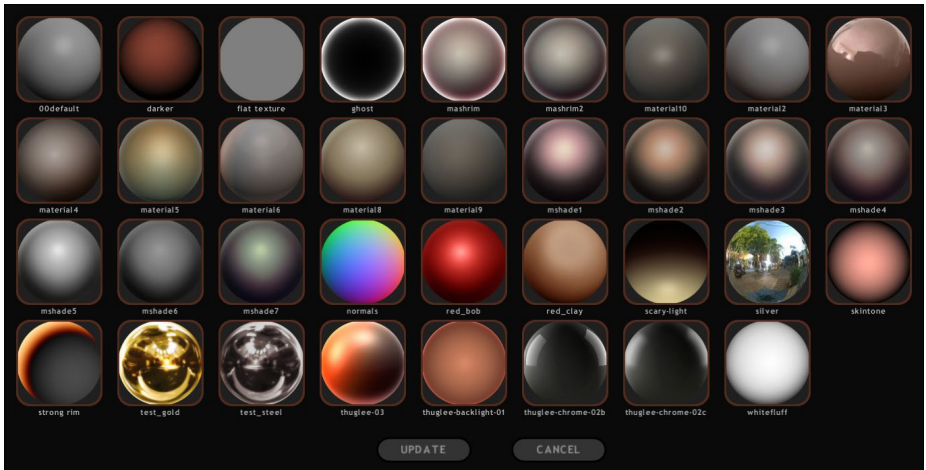 00default darker flat texture ghost mashrim mashrim2 material10 material2 material3
material4 material5 material6 material8 material9 mshade1 mshade2 mshade3 mshade4
mshade5 mshade6 mshade7 normals red_bob red_clay scary-light silver skintone
strong rim test_gold test_steel thuglee-03 thuglee-backlight-01 thuglee-chrome-02b thuglee-chrome-02c whitefluff
UPDATE CANCEL